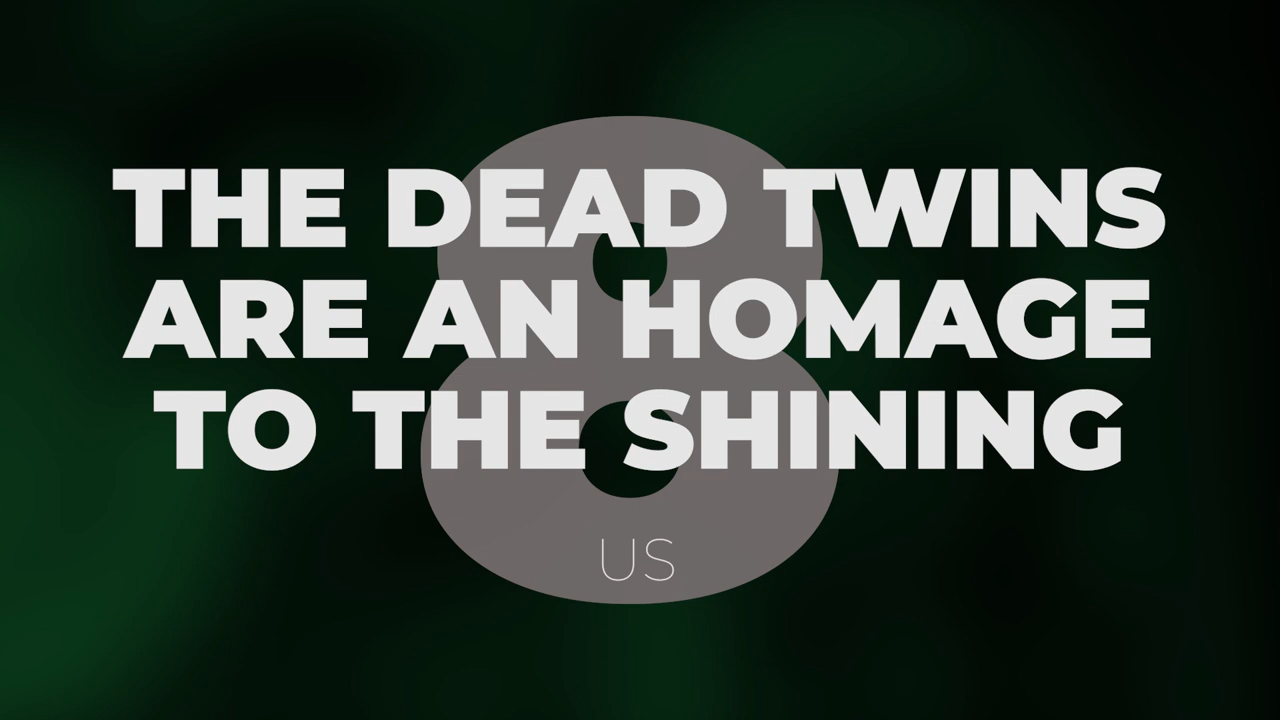 8
THE DEAD TWINS
ARE AN HOMAGE
TO THE SHINING
US